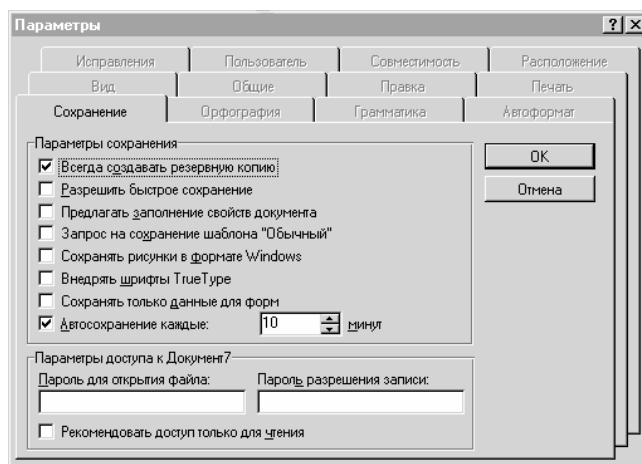 Параметры
Исправления Пользователь Совместимость Расположение
Вид Общие Правка Печать
Сохранение Орфография Грамматика Автоформат
Параметры сохранения
Всегда создавать резервную копию
OK
Разрешить быстрое сохранение
Отмена
Предлагать заполнение свойств документа
Запрос на сохранение шаблона "Обычный"
Сохранять рисунки в формате Windows
Внедрять шрифты TrueType
Сохранять только данные для форм
Автосохранение каждые: 10 минут
Параметры доступа к Документ7
Пароль для открытия файла: Пароль разрешения записи:
Рекомендовать доступ только для чтения